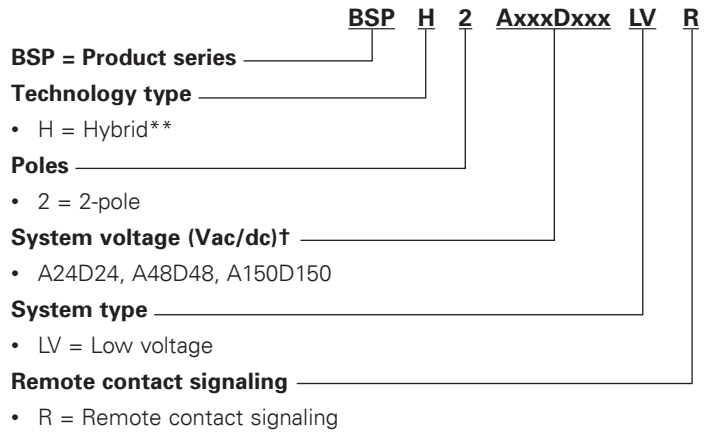 BSP H 2 AxxxDxxx LV R
BSP = Product series
Technology type
• H = Hybrid**
Poles
• 2 = 2-pole
System voltage (Vac/dc)†
• A24D24, A48D48, A150D150
System type
• LV = Low voltage
Remote contact signaling
• R = Remote contact signaling